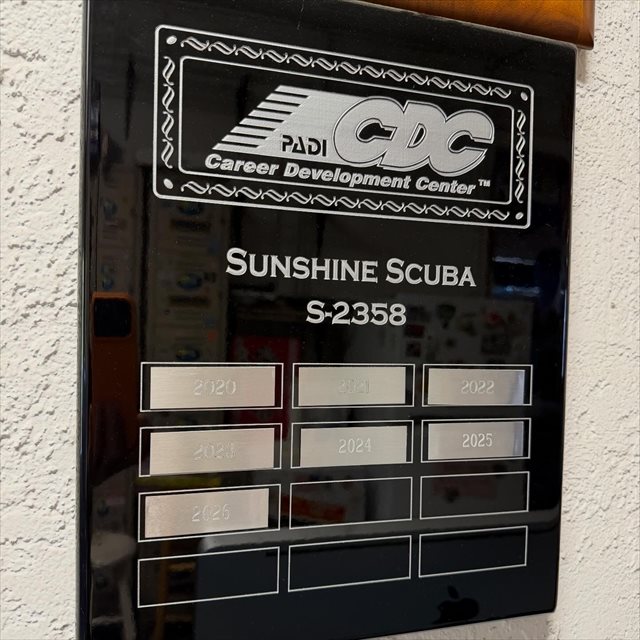 PADI CDC
Career Development Center™
SUNSHINE SCUBA
S-2358
2020 2021 2022
2023 2024 2025
2026